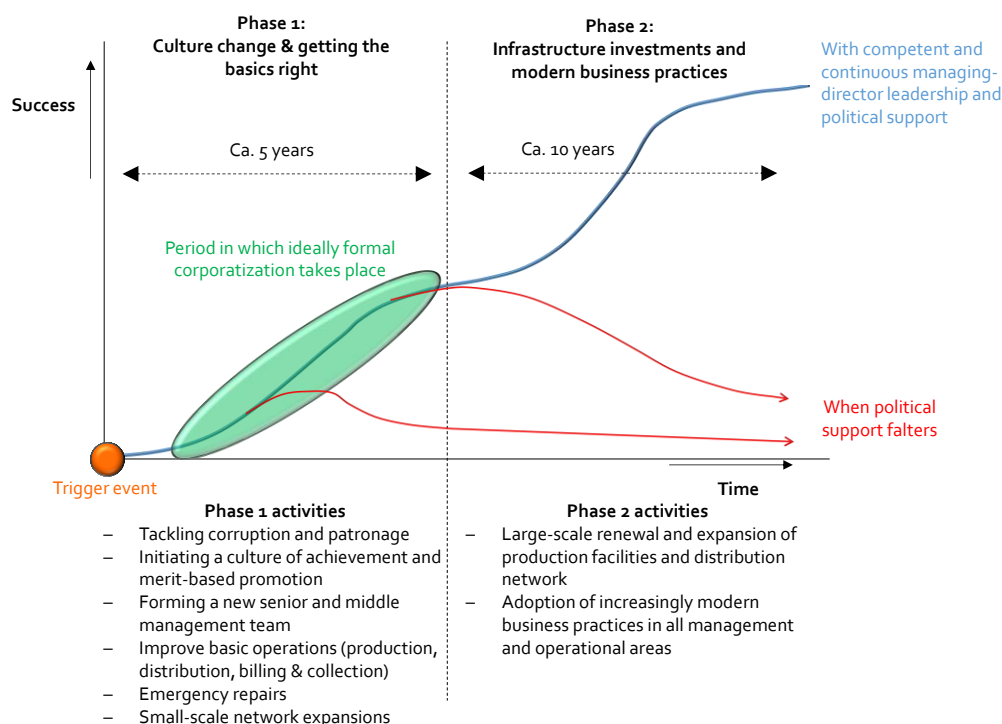 Phase 1:
Culture change & getting the
basics right
Phase 2:
Infrastructure investments and
modern business practices
With competent and
continuous managing-
director leadership and
political support
Success
Ca. 5 years
Ca. 10 years
Period in which ideally formal
corporatization takes place
When political
support falters
Trigger event
Time
Phase 1 activities
– Tackling corruption and patronage
– Initiating a culture of achievement and
merit-based promotion
– Forming a new senior and middle
management team
– Improve basic operations (production,
distribution, billing & collection)
– Emergency repairs
– Small-scale network expansions
Phase 2 activities
– Large-scale renewal and expansion of
production facilities and distribution
network
– Adoption of increasingly modern
business practices in all management
and operational areas